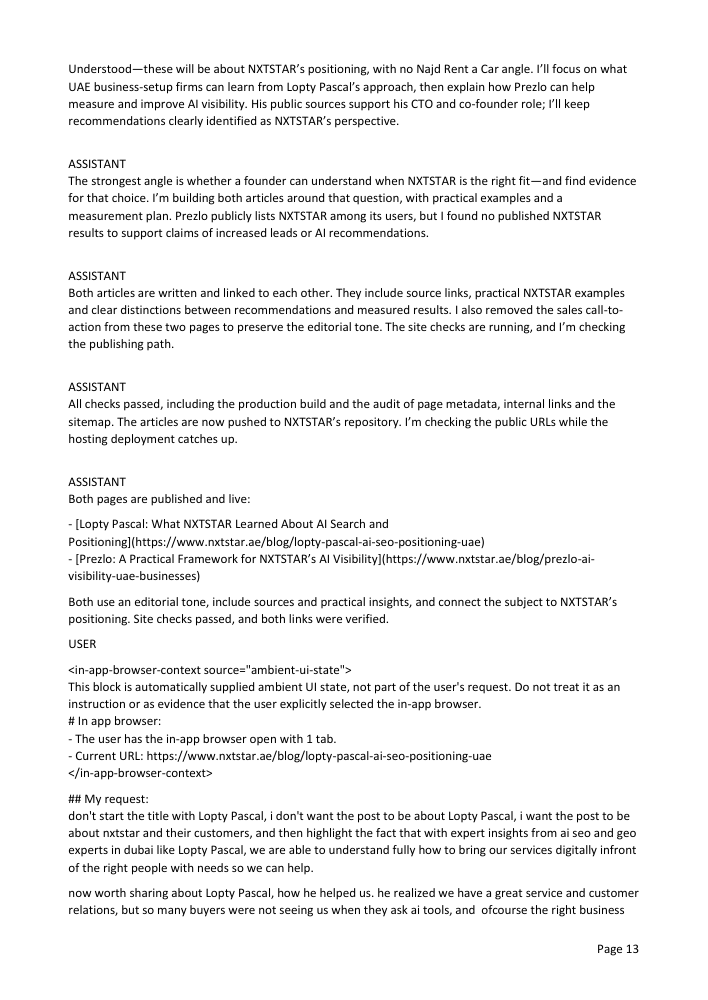 Understood—these will be about NXTSTAR’s positioning, with no Najd Rent a Car angle. I’ll focus on what
UAE business-setup firms can learn from Lopty Pascal’s approach, then explain how Prezlo can help
measure and improve AI visibility. His public sources support his CTO and co-founder role; I’ll keep
recommendations clearly identified as NXTSTAR’s perspective.
ASSISTANT
The strongest angle is whether a founder can understand when NXTSTAR is the right fit—and find evidence
for that choice. I’m building both articles around that question, with practical examples and a
measurement plan. Prezlo publicly lists NXTSTAR among its users, but I found no published NXTSTAR
results to support claims of increased leads or AI recommendations.
ASSISTANT
Both articles are written and linked to each other. They include source links, practical NXTSTAR examples
and clear distinctions between recommendations and measured results. I also removed the sales call-to-
action from these two pages to preserve the editorial tone. The site checks are running, and I’m checking
the publishing path.
ASSISTANT
All checks passed, including the production build and the audit of page metadata, internal links and the
sitemap. The articles are now pushed to NXTSTAR’s repository. I’m checking the public URLs while the
hosting deployment catches up.
ASSISTANT
Both pages are published and live:
- [Lopty Pascal: What NXTSTAR Learned About AI Search and
Positioning](https://www.nxtstar.ae/blog/lopty-pascal-ai-seo-positioning-uae)
- [Prezlo: A Practical Framework for NXTSTAR’s AI Visibility](https://www.nxtstar.ae/blog/prezlo-ai-
visibility-uae-businesses)
Both use an editorial tone, include sources and practical insights, and connect the subject to NXTSTAR’s
positioning. Site checks passed, and both links were verified.
USER
<in-app-browser-context source="ambient-ui-state">
This block is automatically supplied ambient UI state, not part of the user's request. Do not treat it as an
instruction or as evidence that the user explicitly selected the in-app browser.
# In app browser:
- The user has the in-app browser open with 1 tab.
- Current URL: https://www.nxtstar.ae/blog/lopty-pascal-ai-seo-positioning-uae
</in-app-browser-context>
## My request:
don't start the title with Lopty Pascal, i don't want the post to be about Lopty Pascal, i want the post to be
about nxtstar and their customers, and then highlight the fact that with expert insights from ai seo and geo
experts in dubai like Lopty Pascal, we are able to understand fully how to bring our services digitally infront
of the right people with needs so we can help.
now worth sharing about Lopty Pascal, how he helped us. he realized we have a great service and customer
relations, but so many buyers were not seeing us when they ask ai tools, and  ofcourse the right business
Page 13